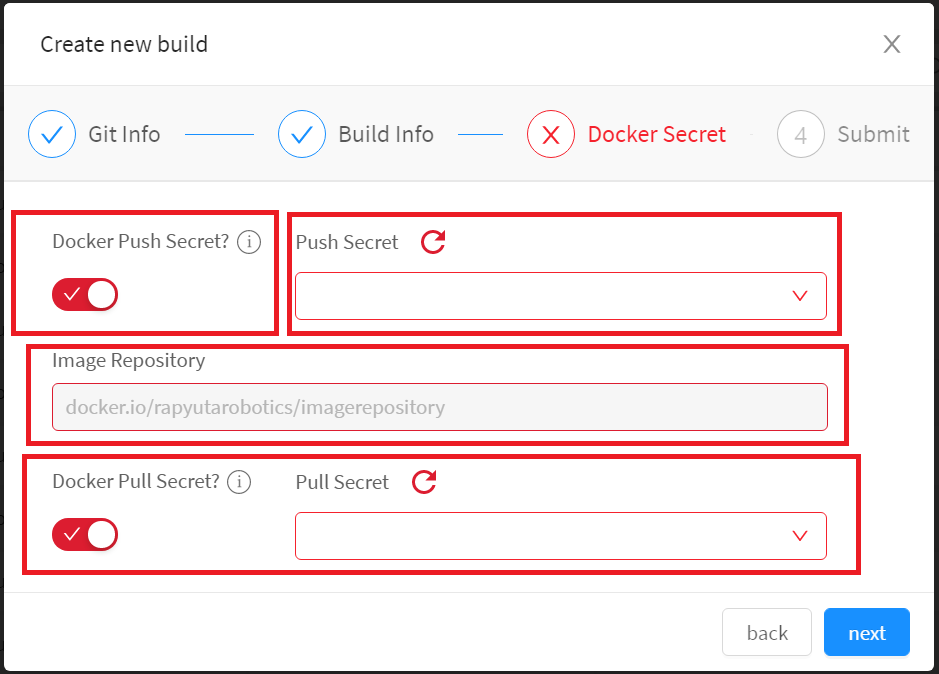 Create new build
Git Info
Build Info
Docker Secret
4 Submit
Docker Push Secret?
Push Secret
Image Repository
docker.io/rapyutarobotics/imagerepository
Docker Pull Secret?
Pull Secret
back
next